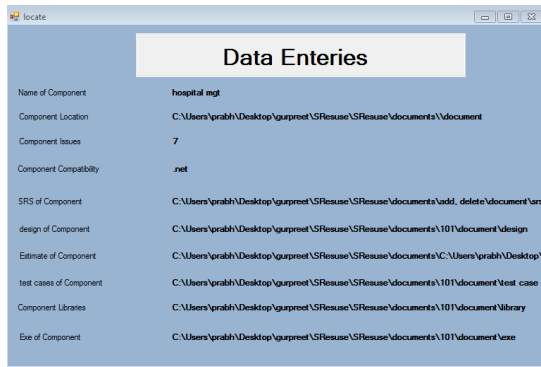 locate
Data Enteries
Name of Component hospital mgt
Component Location C:\Users\prabh\Desktop\gurpreet\SResuse\SResuse\documents\\document
Component Issues 7
Component Compatibility .net
SRS of Component C:\Users\prabh\Desktop\gurpreet\SResuse\SResuse\documents\add, delete\document\srs
design of Component C:\Users\prabh\Desktop\gurpreet\SResuse\SResuse\documents\101\document\design
Estimate of Component C:\Users\prabh\Desktop\gurpreet\SResuse\SResuse\documents\C:\Users\prabh\Desktop\
test cases of Component C:\Users\prabh\Desktop\gurpreet\SResuse\SResuse\documents\101\document\test case
Component Libraries C:\Users\prabh\Desktop\gurpreet\SResuse\SResuse\documents\101\document\library
Exe of Component C:\Users\prabh\Desktop\gurpreet\SResuse\SResuse\documents\101\document\exe